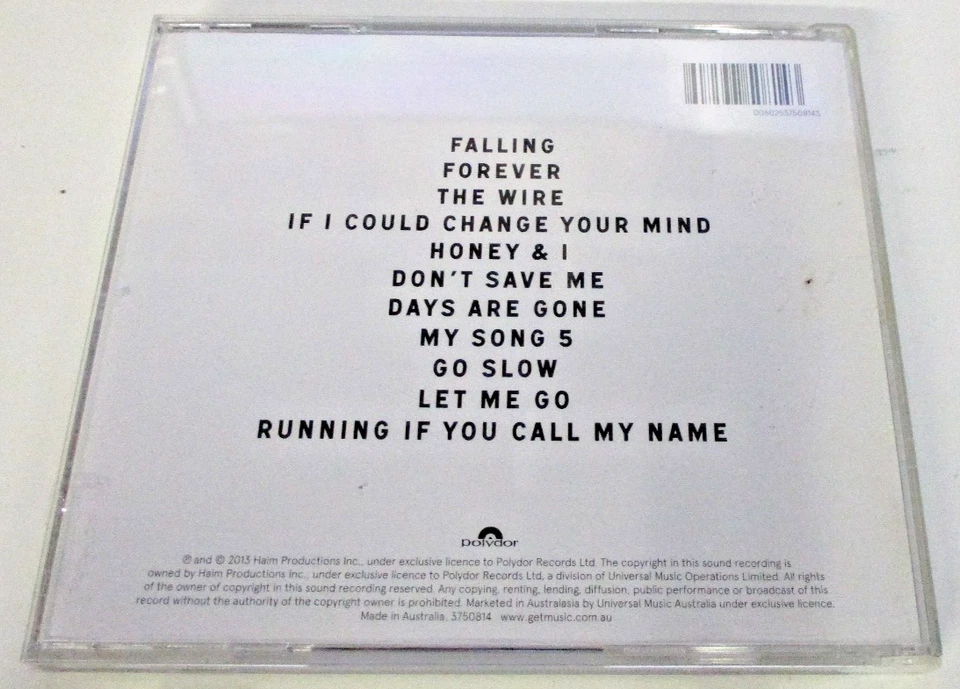 00602537508143
FALLING
FOREVER
THE WIRE
IF I COULD CHANGE YOUR MIND
HONEY & I
DON'T SAVE ME
DAYS ARE GONE
MY SONG 5
GO SLOW
LET ME GO
RUNNING IF YOU CALL MY NAME
polydor
℗ and © 2013 Haim Productions Inc., under exclusive licence to Polydor Records Ltd. The copyright in this sound recording is
owned by Haim Productions Inc., under exclusive licence to Polydor Records Ltd, a division of Universal Music Operations Limited. All rights
of the owner of copyright in this sound recording reserved. Any copying, renting, lending, diffusion, public performance or broadcast of this
record without the authority of the copyright owner is prohibited. Marketed in Australasia by Universal Music Australia under exclusive licence.
Made in Australia. 3750814 www.getmusic.com.au